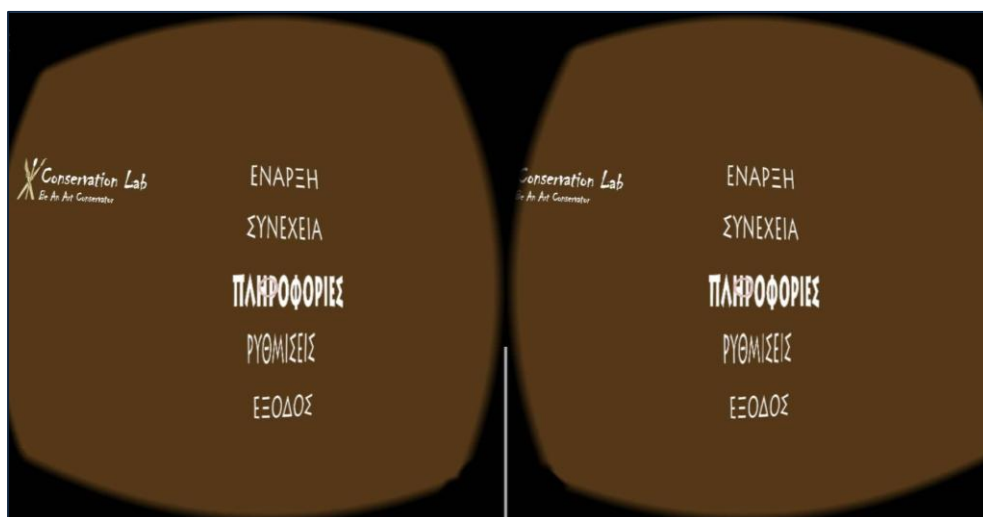 Conservation Lab
Be An Art Conservator
ΕΝΑΡΞΗ
ΣΥΝΕΧΕΙΑ
ΠΛΗΡΟΦΟΡΙΕΣ
ΡΥΘΜΙΣΕΙΣ
ΕΞΟΔΟΣ
Conservation Lab
Be An Art Conservator
ΕΝΑΡΞΗ
ΣΥΝΕΧΕΙΑ
ΠΛΗΡΟΦΟΡΙΕΣ
ΡΥΘΜΙΣΕΙΣ
ΕΞΟΔΟΣ